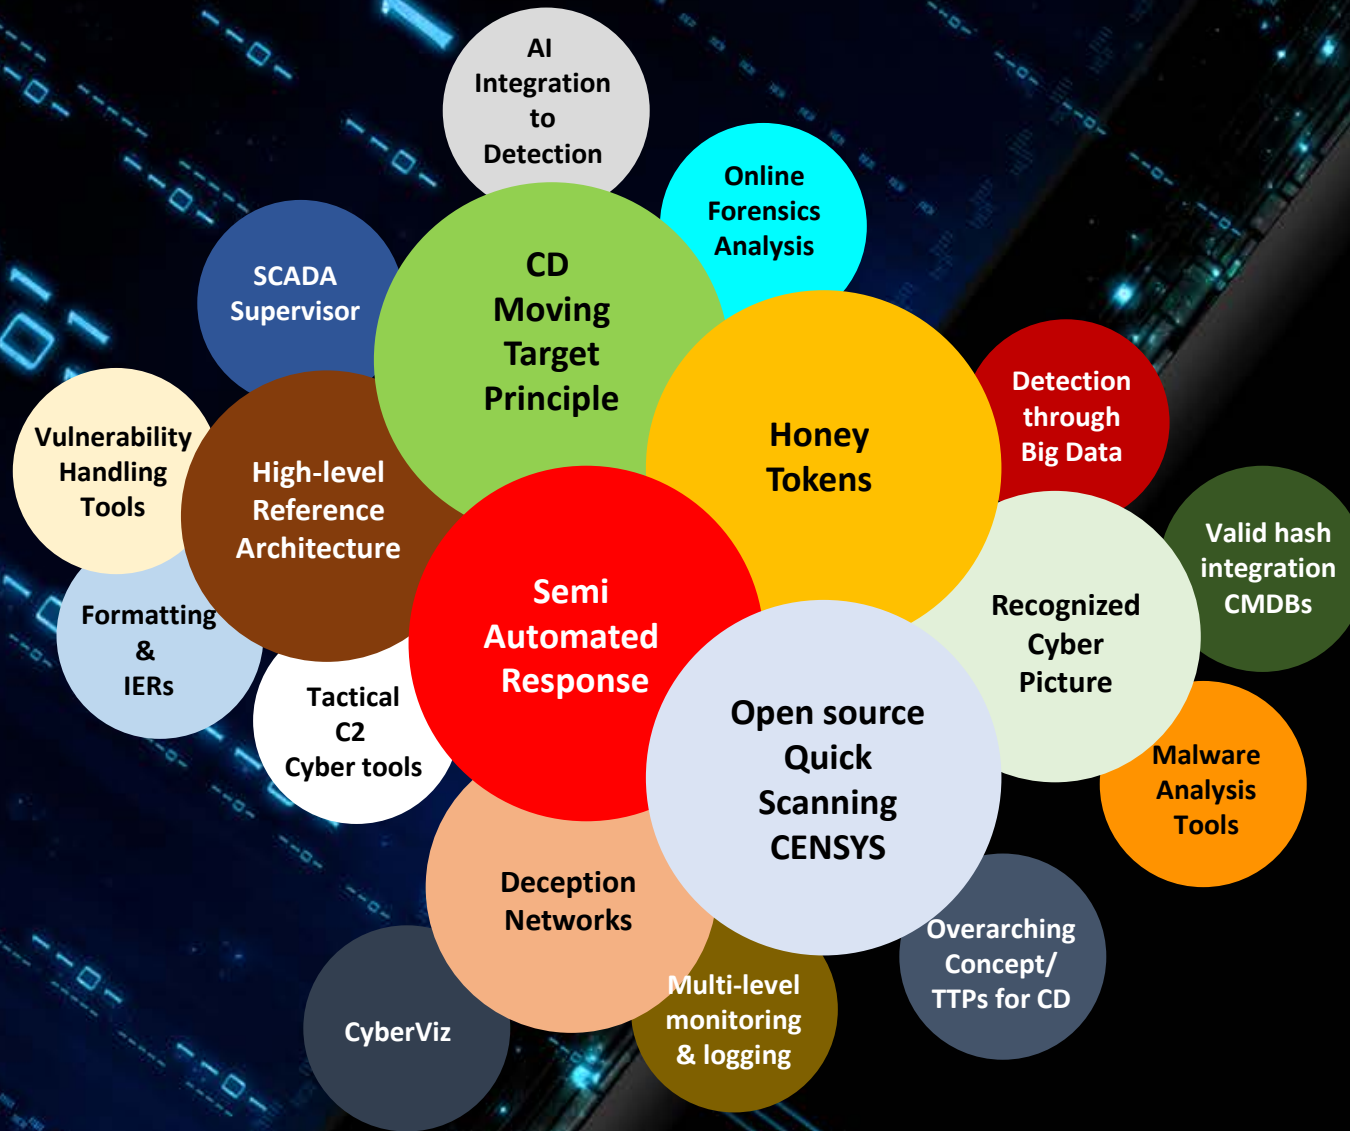 AI
Integration
to
Detection
Online
Forensics
Analysis
SCADA
Supervisor
CD
Moving
Target
Principle
Detection
through
Big Data
Vulnerability
Handling
Tools
High-level
Reference
Architecture
Honey
Tokens
Valid hash
integration
CMDBs
Formatting
&
IERs
Semi
Automated
Response
Recognized
Cyber
Picture
Tactical
C2
Cyber tools
Open source
Quick
Scanning
CENSYS
Malware
Analysis
Tools
Deception
Networks
Overarching
Concept/
TTPs for CD
CyberViz
Multi-level
monitoring
& logging